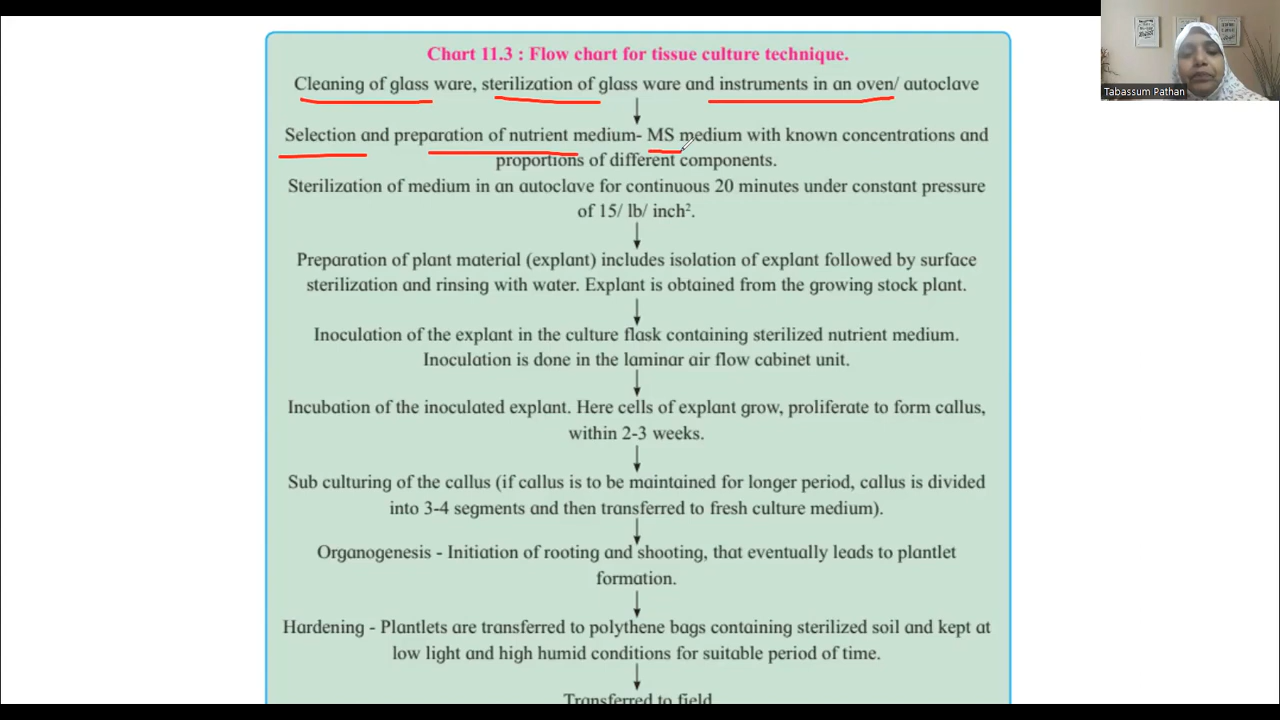 Chart 11.3 : Flow chart for tissue culture technique.
Cleaning of glass ware, sterilization of glass ware and instruments in an oven/ autoclave
Selection and preparation of nutrient medium- MS medium with known concentrations and
proportions of different components.
Sterilization of medium in an autoclave for continuous 20 minutes under constant pressure
of 15/ lb/ inch².
Preparation of plant material (explant) includes isolation of explant followed by surface
sterilization and rinsing with water. Explant is obtained from the growing stock plant.
Inoculation of the explant in the culture flask containing sterilized nutrient medium.
Inoculation is done in the laminar air flow cabinet unit.
Incubation of the inoculated explant. Here cells of explant grow, proliferate to form callus,
within 2-3 weeks.
Sub culturing of the callus (if callus is to be maintained for longer period, callus is divided
into 3-4 segments and then transferred to fresh culture medium).
Organogenesis - Initiation of rooting and shooting, that eventually leads to plantlet
formation.
Hardening - Plantlets are transferred to polythene bags containing sterilized soil and kept at
low light and high humid conditions for suitable period of time.
Transferred to field
Tabassum Pathan